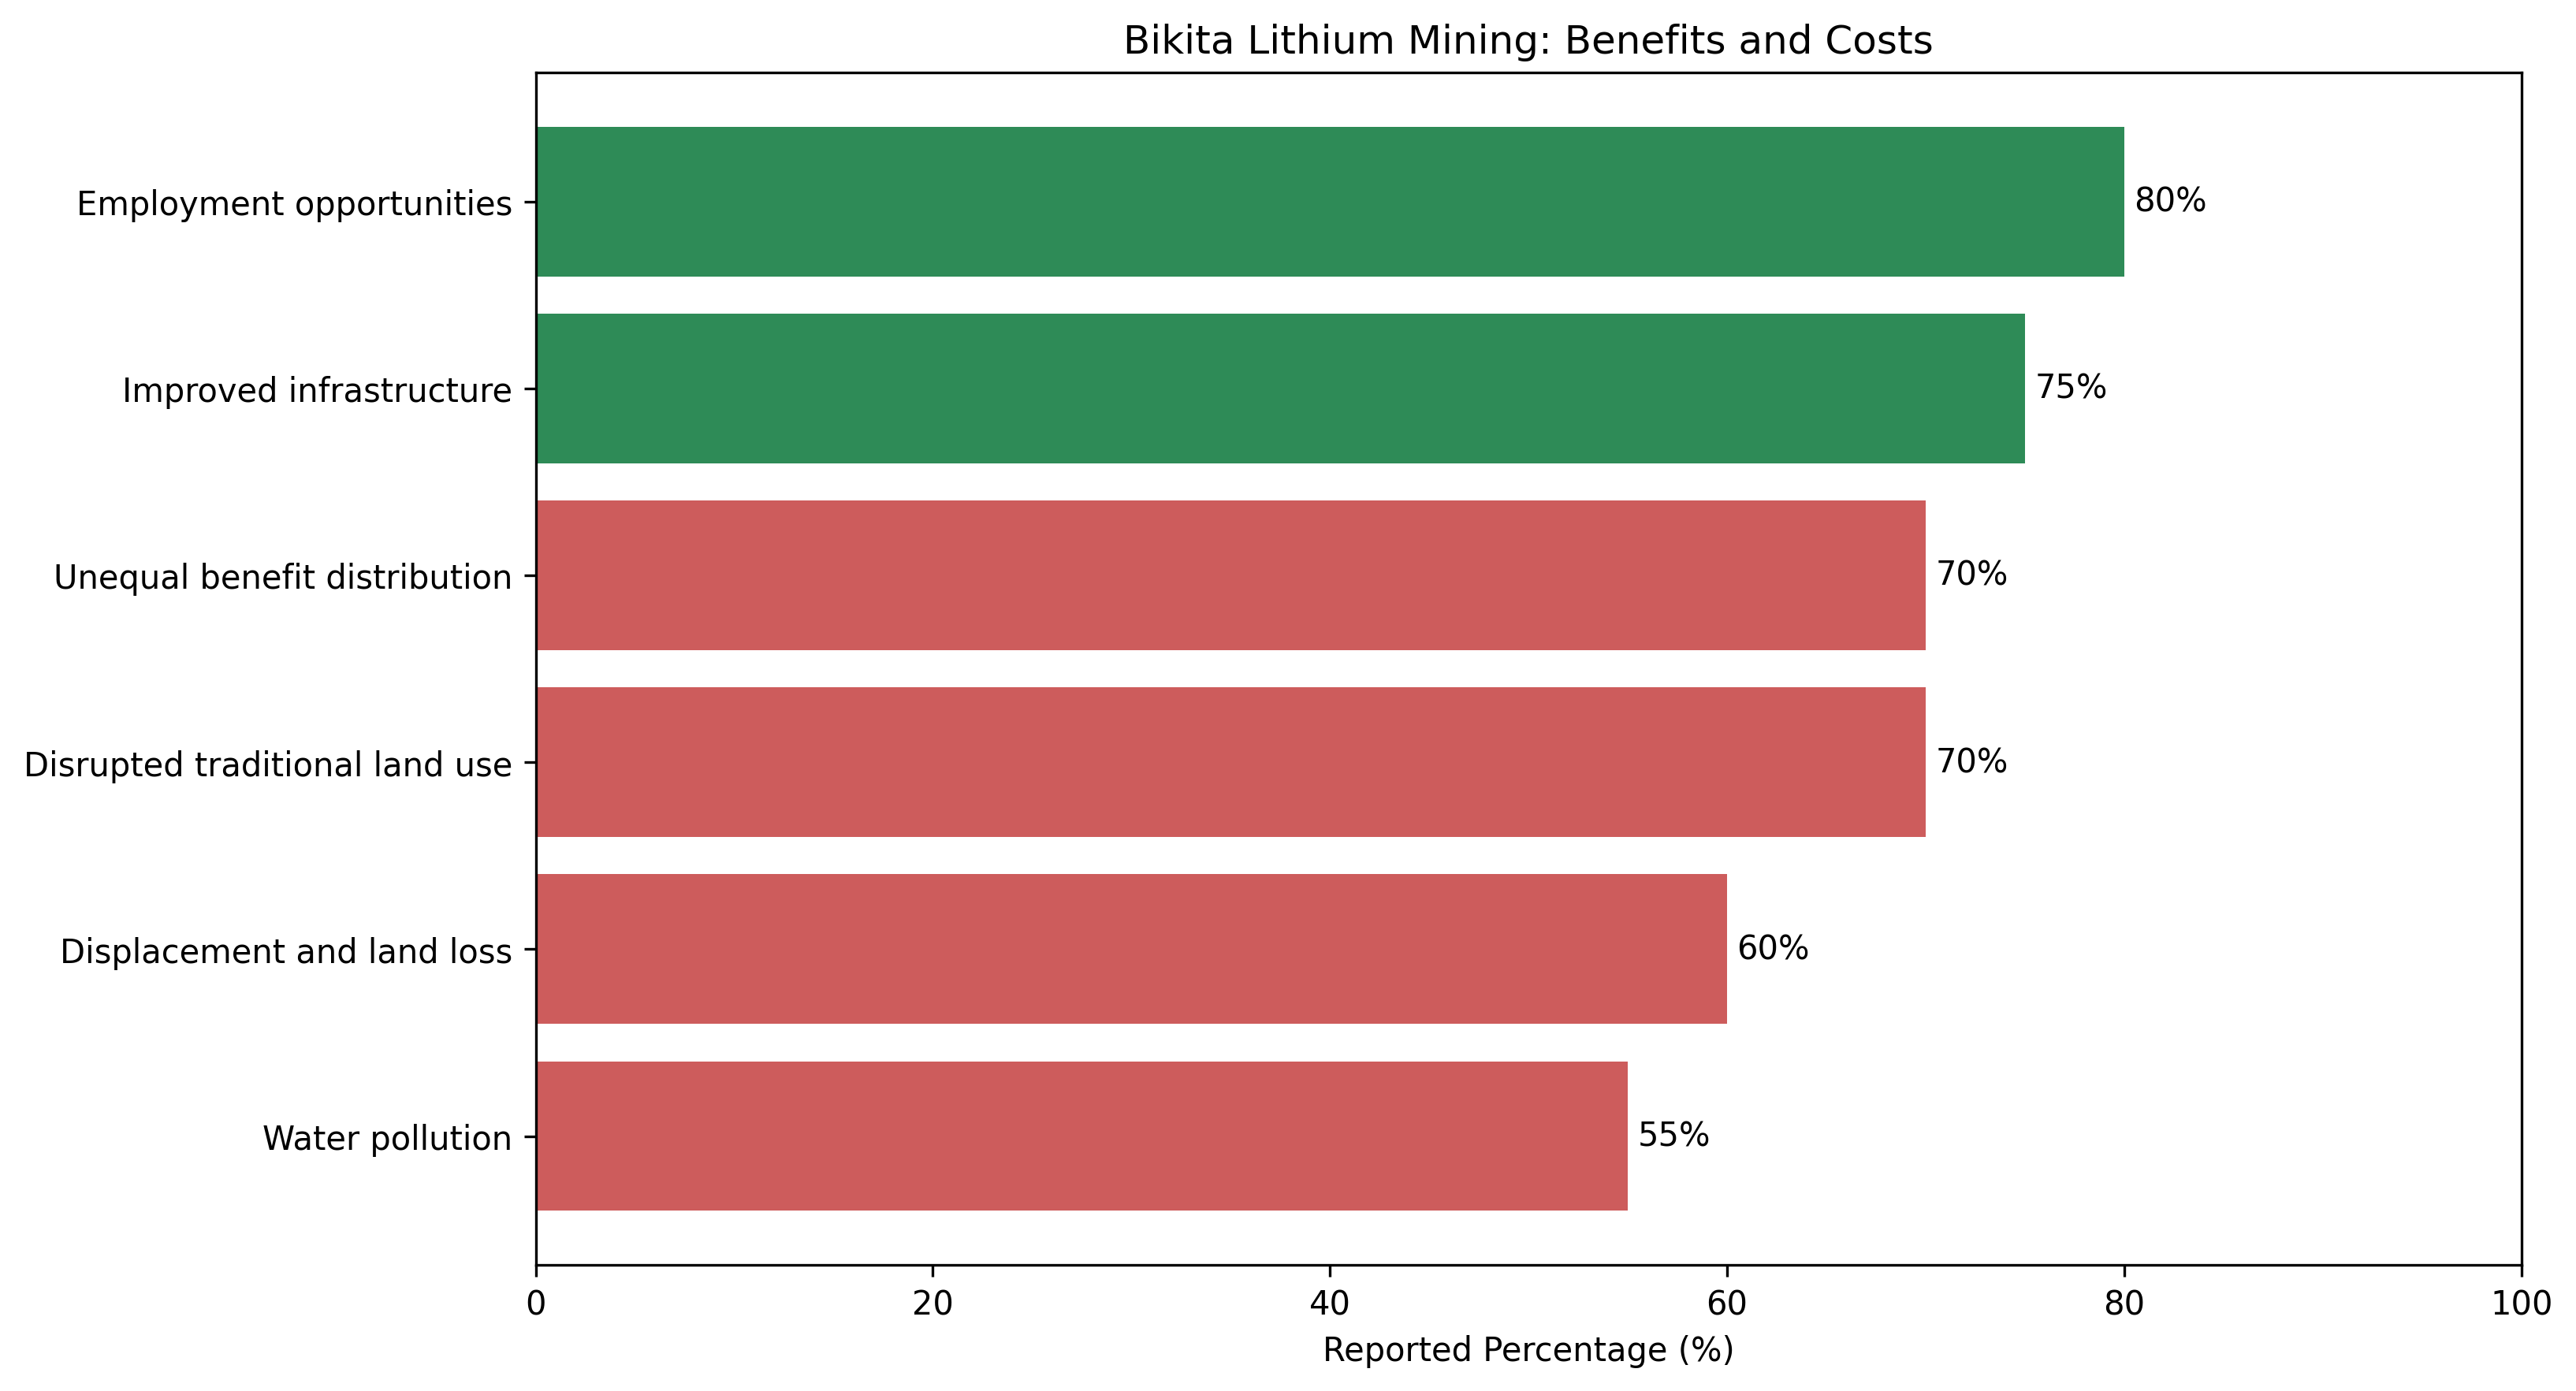 Bikita Lithium Mining: Benefits and Costs
Employment opportunities
80%
Improved infrastructure
75%
Unequal benefit distribution
70%
Disrupted traditional land use
70%
Displacement and land loss
60%
Water pollution
55%
0 20 40 60 80 100
Reported Percentage (%)